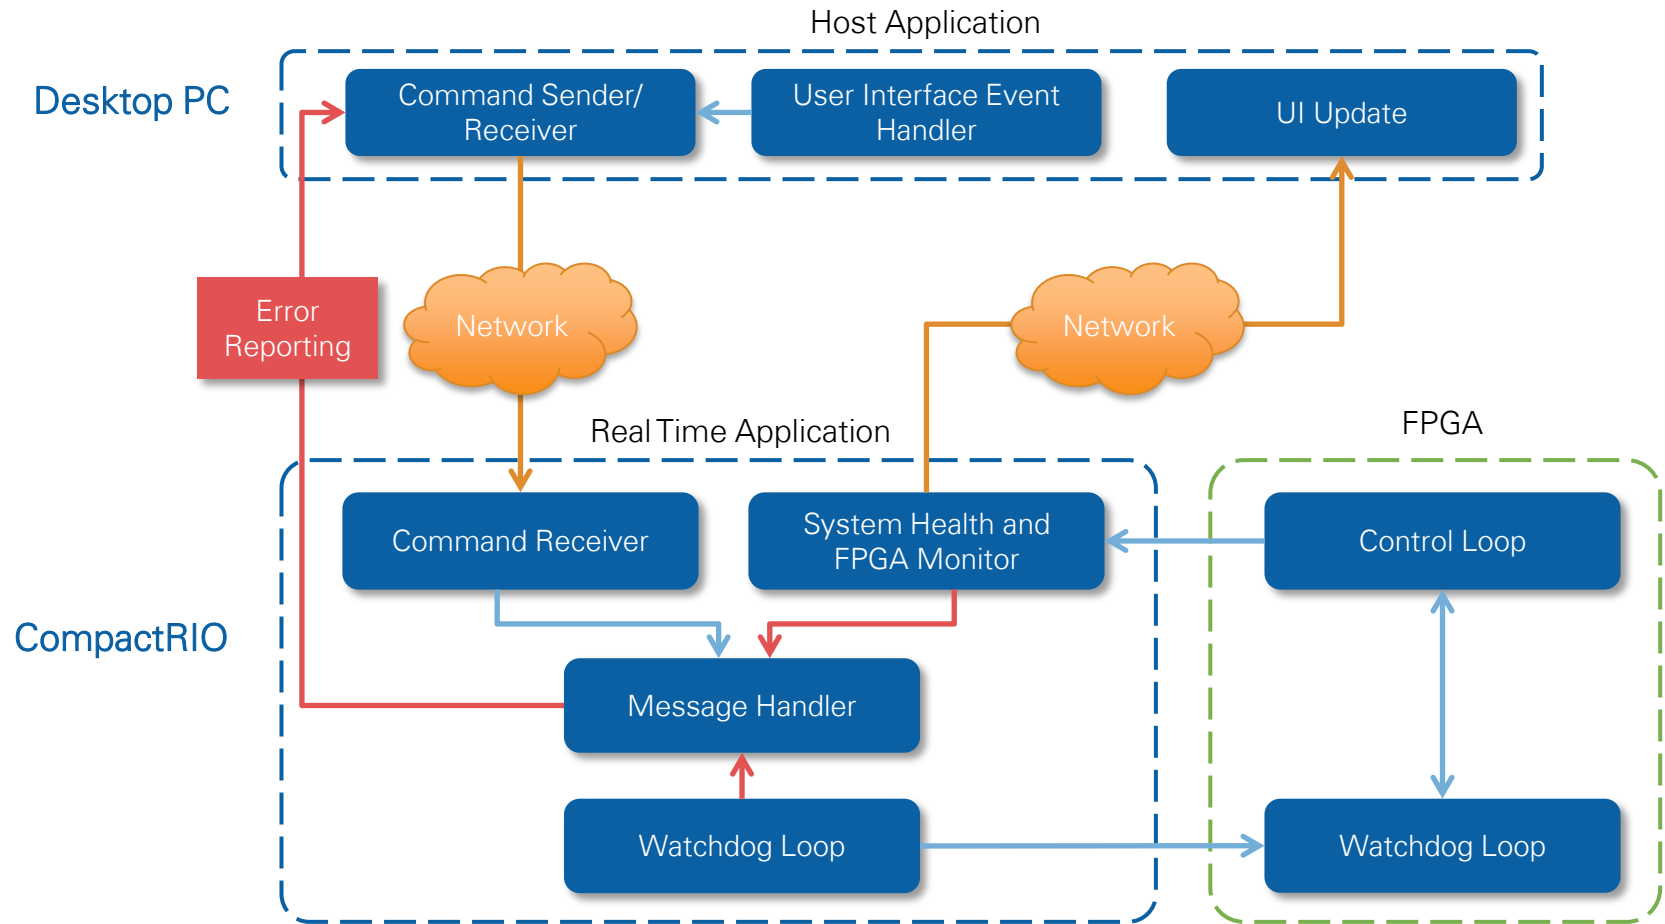 Host Application
Desktop PC
Command Sender/
Receiver
User Interface Event
Handler
UI Update
Error
Reporting
Network
Network
Real Time Application
FPGA
CompactRIO
Command Receiver
System Health and
FPGA Monitor
Control Loop
Message Handler
Watchdog Loop
Watchdog Loop